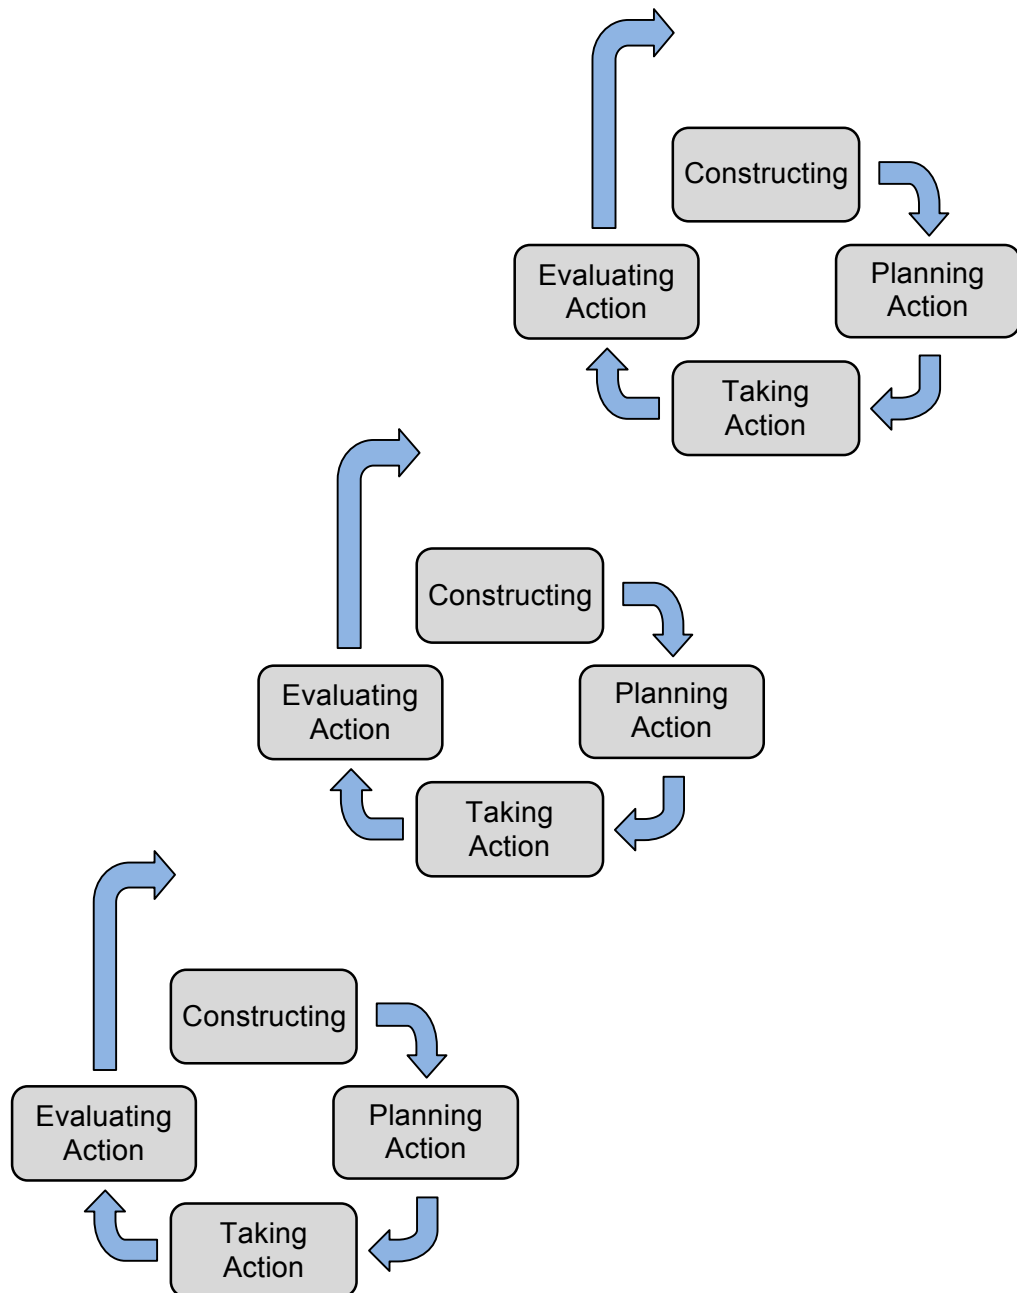 Constructing
Evaluating
Action
Planning
Action
Taking
Action
Constructing
Evaluating
Action
Planning
Action
Taking
Action
Constructing
Evaluating
Action
Planning
Action
Taking
Action